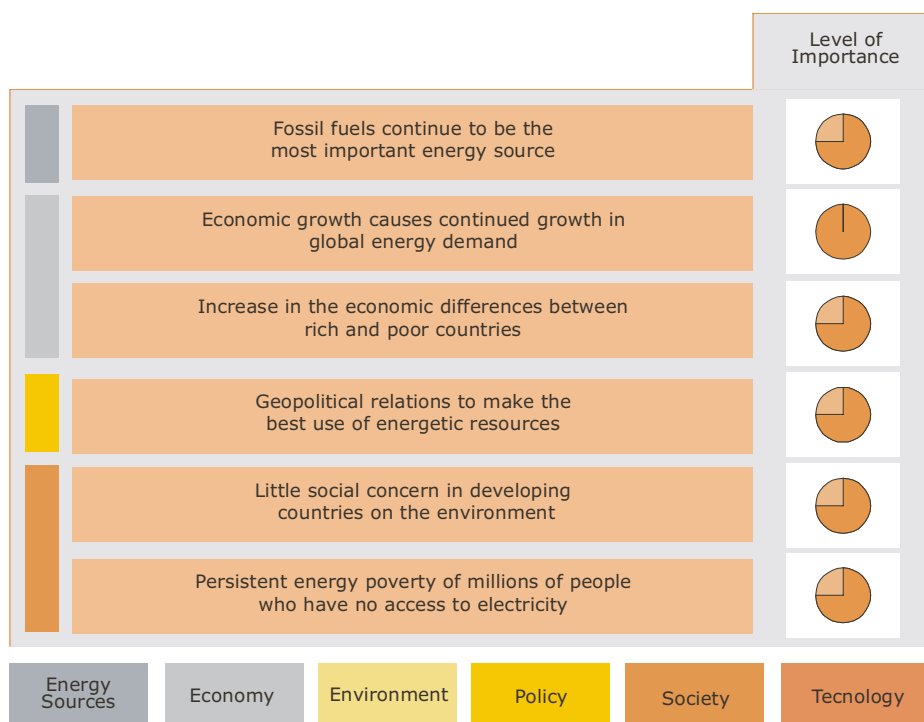 Level of
Importance
Fossil fuels continue to be the
most important energy source
Economic growth causes continued growth in
global energy demand
Increase in the economic differences between
rich and poor countries
Geopolitical relations to make the
best use of energetic resources
Little social concern in developing
countries on the environment
Persistent energy poverty of millions of people
who have no access to electricity
Energy
Sources
Economy
Environment
Policy
Society
Tecnology